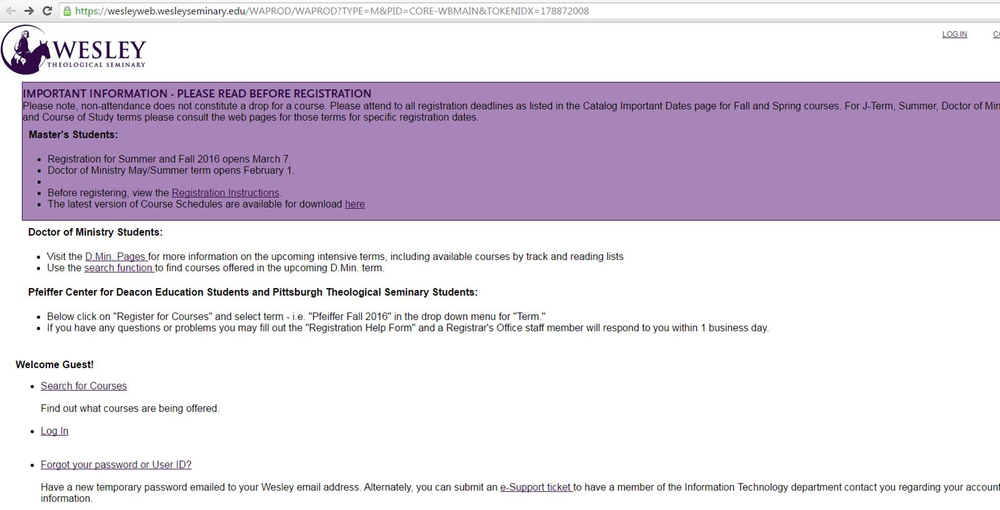 https://wesleyweb.wesleyseminary.edu/WAPROD/WAPROD?TYPE=M&PID=CORE-WBMAIN&TOKENIDX=178872008
LOG IN
WESLEY
THEOLOGICAL SEMINARY
IMPORTANT INFORMATION - PLEASE READ BEFORE REGISTRATION
Please note, non-attendance does not constitute a drop for a course. Please attend to all registration deadlines as listed in the Catalog Important Dates page for Fall and Spring courses. For J-Term, Summer, Doctor of
and Course of Study terms please consult the web pages for those terms for specific registration dates.
Master's Students:
Registration for Summer and Fall 2016 opens March 7.
Doctor of Ministry May/Summer term opens February 1.
Before registering, view the Registration Instructions.
The latest version of Course Schedules are available for download here
Doctor of Ministry Students:
Visit the D.Min. Pages for more information on the upcoming intensive terms, including available courses by track and reading lists
Use the search function to find courses offered in the upcoming D.Min. term.
Pfeiffer Center for Deacon Education Students and Pittsburgh Theological Seminary Students:
Below click on "Register for Courses" and select term - i.e. "Pfeiffer Fall 2016" in the drop down menu for "Term."
If you have any questions or problems you may fill out the "Registration Help Form" and a Registrar's Office staff member will respond to you within 1 business day.
Welcome Guest!
Search for Courses
Find out what courses are being offered.
Log In
Forgot your password or User ID?
Have a new temporary password emailed to your Wesley email address. Alternately, you can submit an e-Support ticket to have a member of the Information Technology department contact you regarding your account
information.